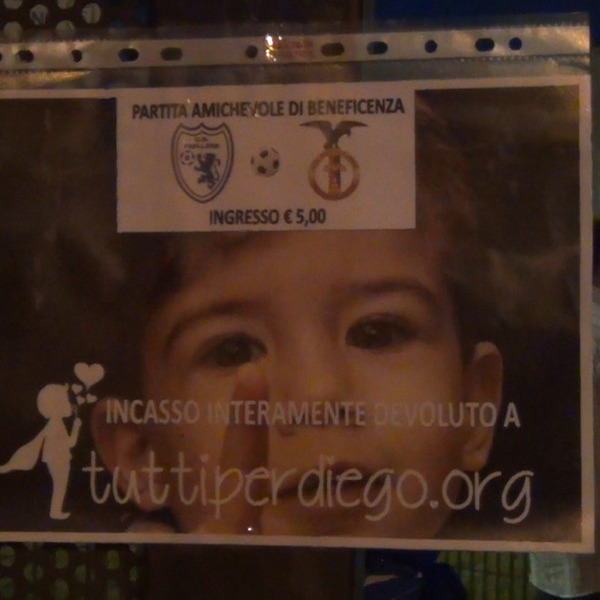 PARTITA AMICHEVOLE DI BENEFICENZA
INGRESSO € 5,00
INCASSO INTERAMENTE DEVOLUTO A
tuttiperdiego.org